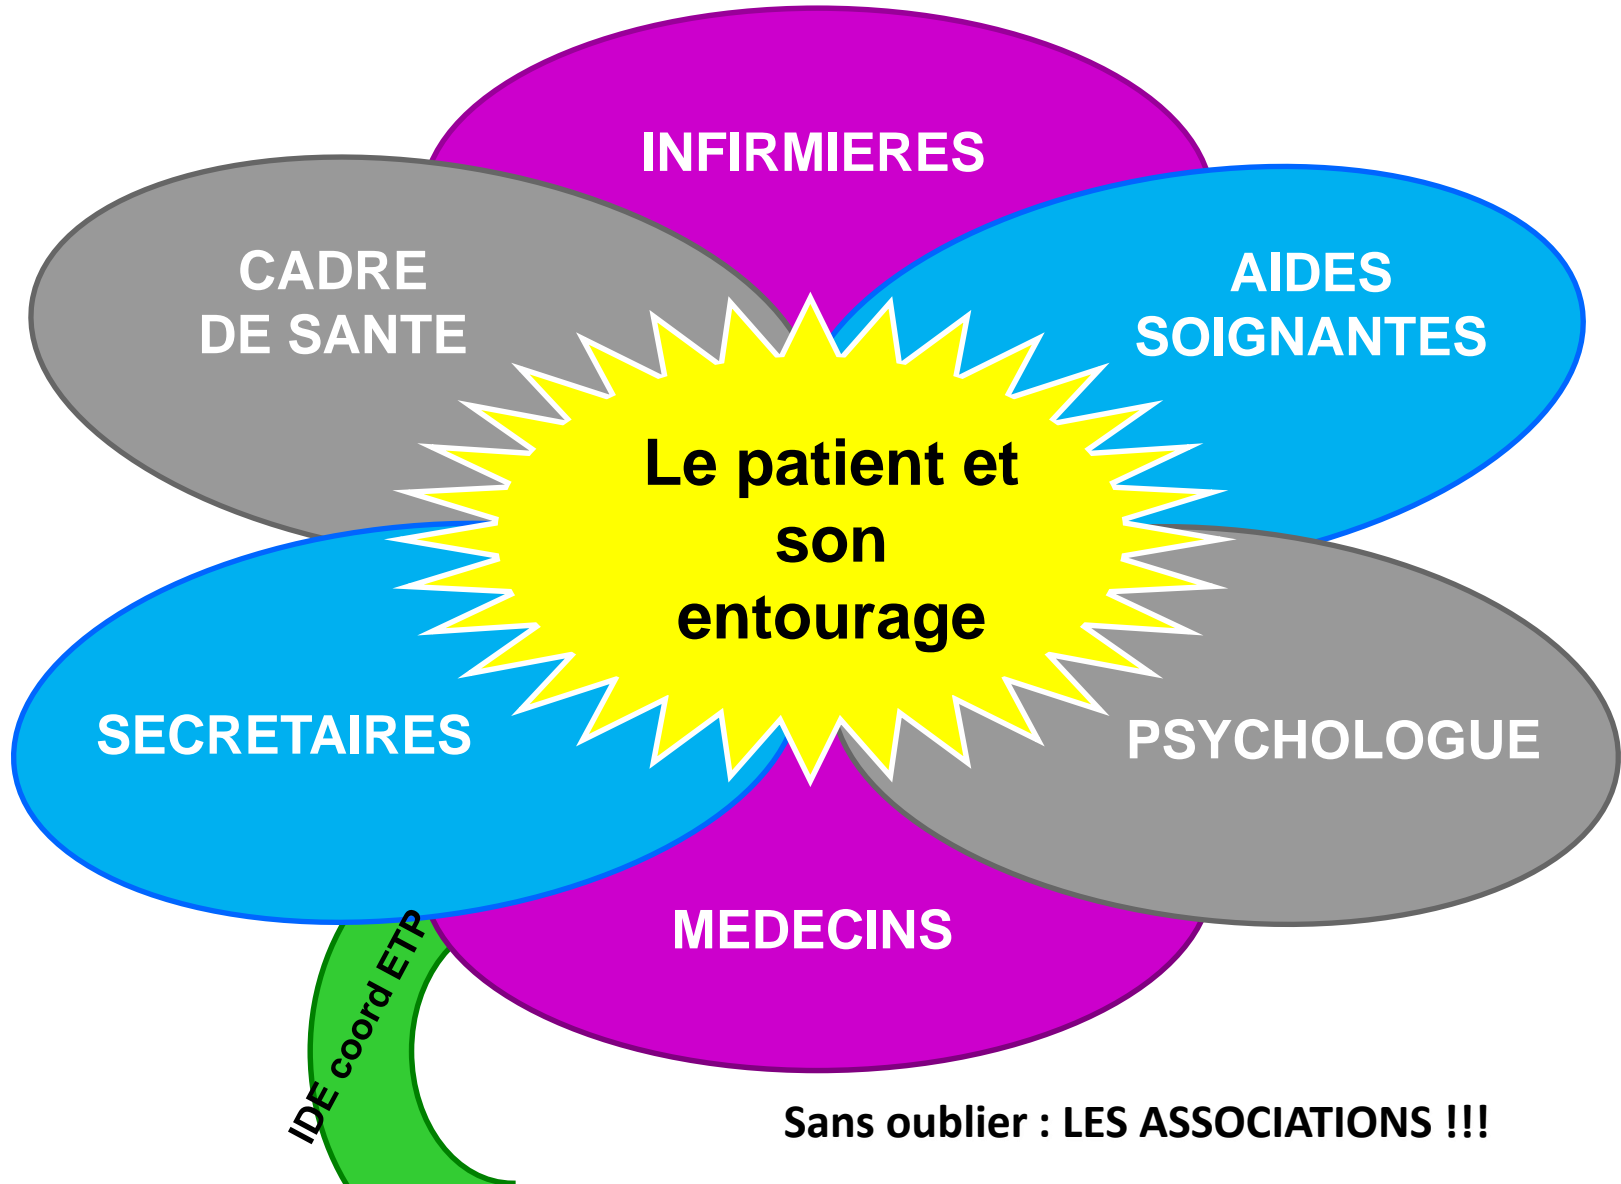 INFIRMIERES
CADRE
DE SANTE
AIDES
SOIGNANTES
Le patient et
son
entourage
SECRETAIRES
PSYCHOLOGUE
MEDECINS
IDE coord ETP
Sans oublier : LES ASSOCIATIONS !!!